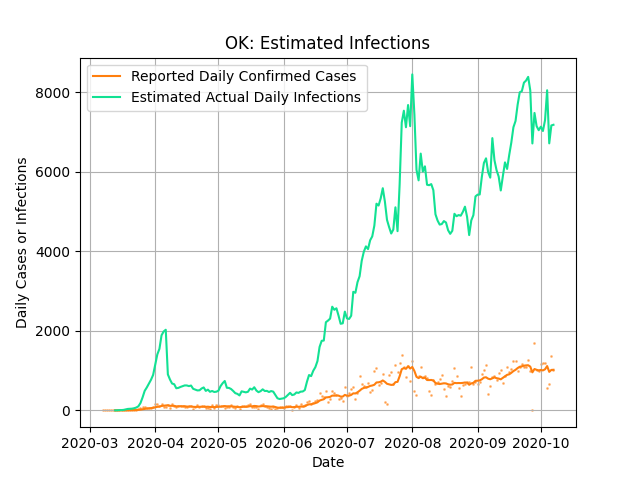 OK: Estimated Infections
Reported Daily Confirmed Cases
Estimated Actual Daily Infections
Daily Cases or Infections
8000
6000
4000
2000
0
2020-03 2020-04 2020-05 2020-06 2020-07 2020-08 2020-09 2020-10
Date